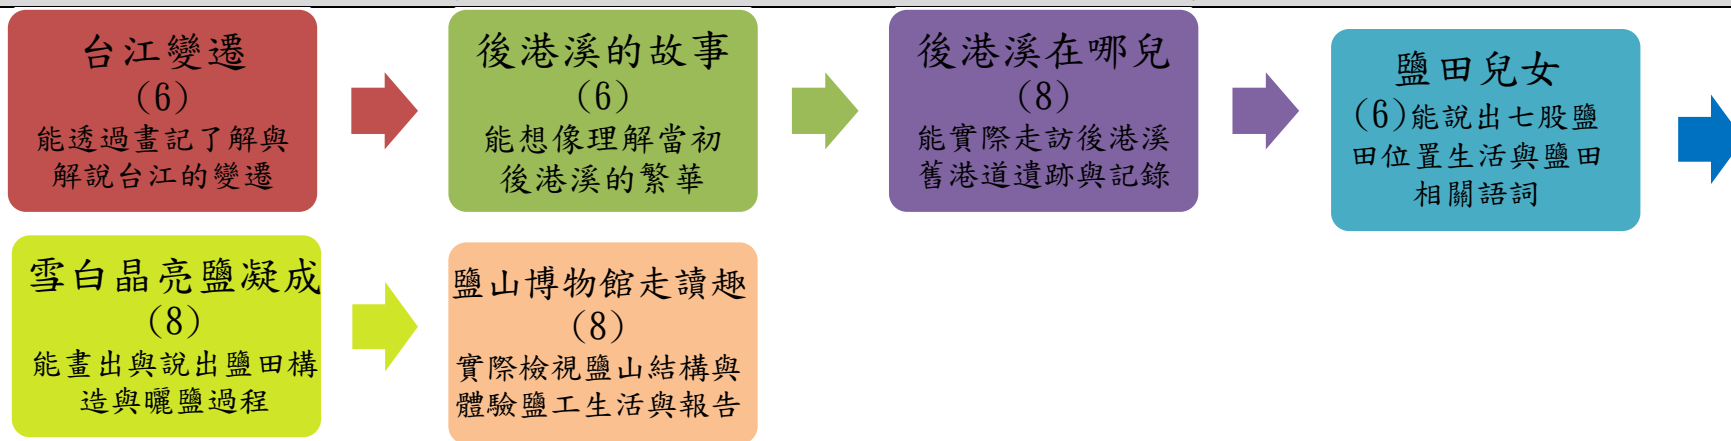 台江變遷
(6)
能透過畫記了解與
解說台江的變遷
後港溪的故事
(6)
能想像理解當初
後港溪的繁華
後港溪在哪兒
(8)
能實際走訪後港溪
舊港道遺跡與記錄
鹽田兒女
(6)能說出七股鹽
田位置生活與鹽田
相關語詞
雪白晶亮鹽凝成
(8)
能畫出與說出鹽田構
造與曬鹽過程
鹽山博物館走讀趣
(8)
實際檢視鹽山結構與
體驗鹽工生活與報告